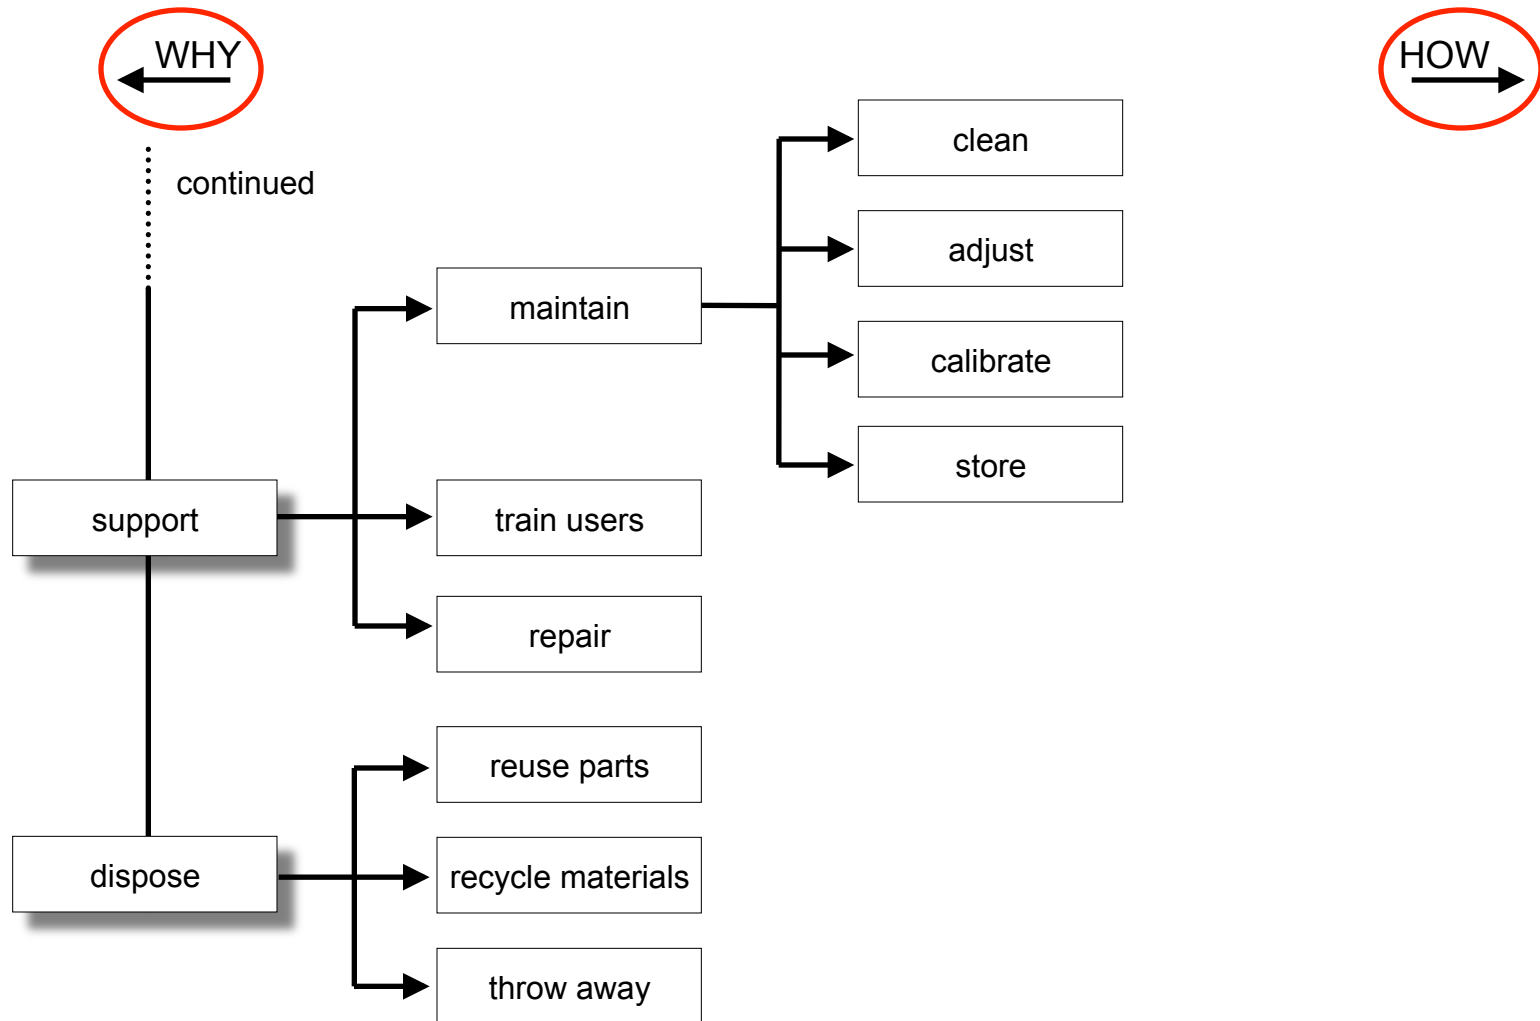 WHY
HOW
continued
clean
adjust
maintain
calibrate
store
support
train users
repair
reuse parts
dispose
recycle materials
throw away